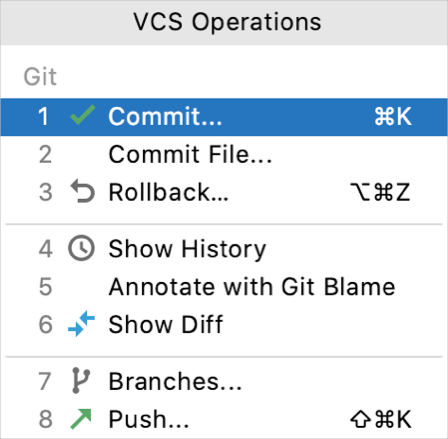 VCS Operations
Git
1 Commit... ⌘K
2 Commit File...
3 Rollback... ⌥⌘Z
4 Show History
5 Annotate with Git Blame
6 Show Diff
7 Branches...
8 Push... ⇧⌘K